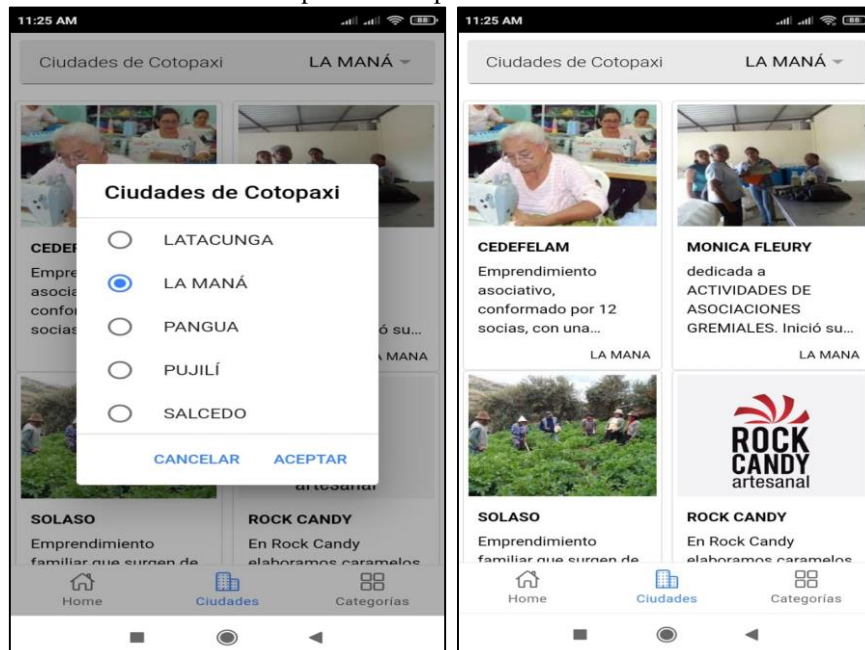 11:25 AM
88
Ciudades de Cotopaxi
LA MANÁ
Ciudades de Cotopaxi
LATACUNGA
LA MANÁ
PANGUA
PUJILÍ
SALCEDO
CANCELAR ACEPTAR
CEDEF
Empre
asocia
confor
socias
ó su...
A MANA
artesanal
SOLASO
Emprendimiento
familiar que surgen de
ROCK CANDY
En Rock Candy
elaboramos caramelos
Home
Ciudades
Categorías
11:25 AM
88
Ciudades de Cotopaxi
LA MANÁ
CEDEFELAM
Emprendimiento
asociativo,
conformado por 12
socias, con una...
LA MANA
MONICA FLEURY
dedicada a
ACTIVIDADES DE
ASOCIACIONES
GREMIALES. Inició su...
LA MANA
SOLASO
Emprendimiento
familiar que surgen de
ROCK
CANDY
artesanal
ROCK CANDY
En Rock Candy
elaboramos caramelos
Home
Ciudades
Categorías